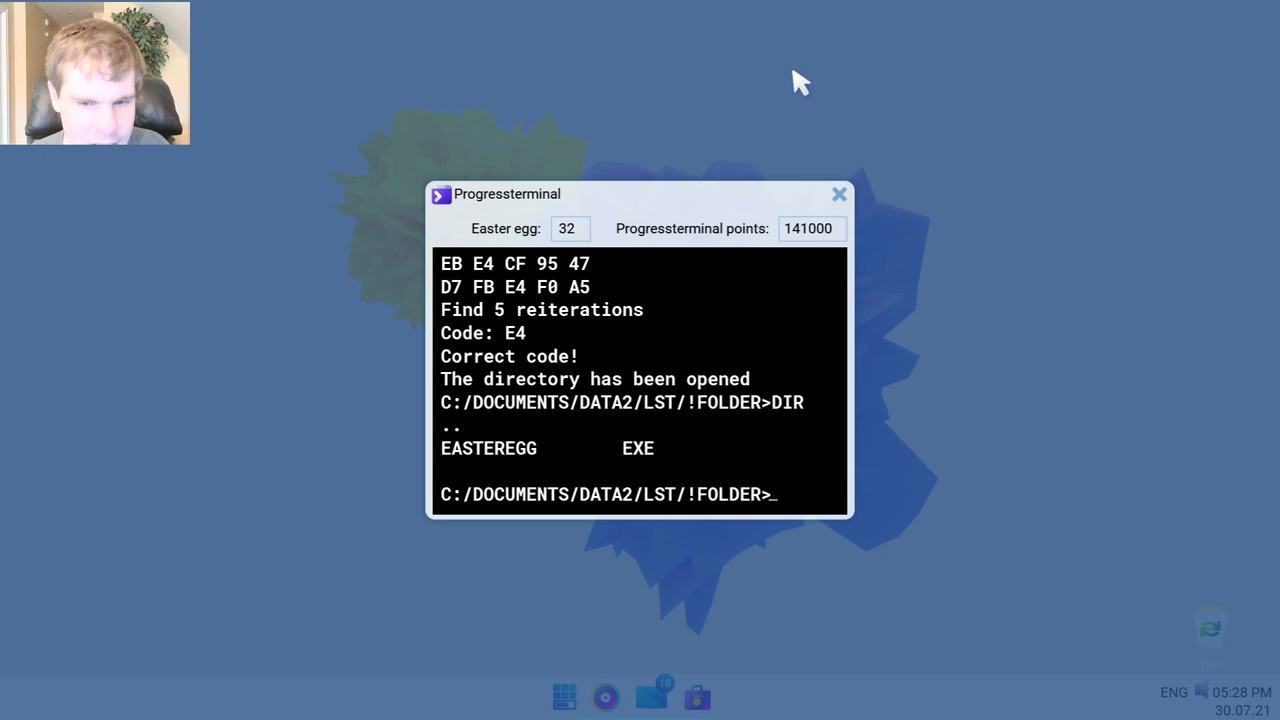 Progressterminal
Easter egg: 32 Progressterminal points: 141000
EB E4 CF 95 47
D7 FB E4 F0 A5
Find 5 reiterations
Code: E4
Correct code!
The directory has been opened
C:/DOCUMENTS/DATA2/LST/!FOLDER>DIR
..
EASTEREGG EXE
C:/DOCUMENTS/DATA2/LST/!FOLDER>_
Bin
18
ENG 05:28 PM
30.07.21